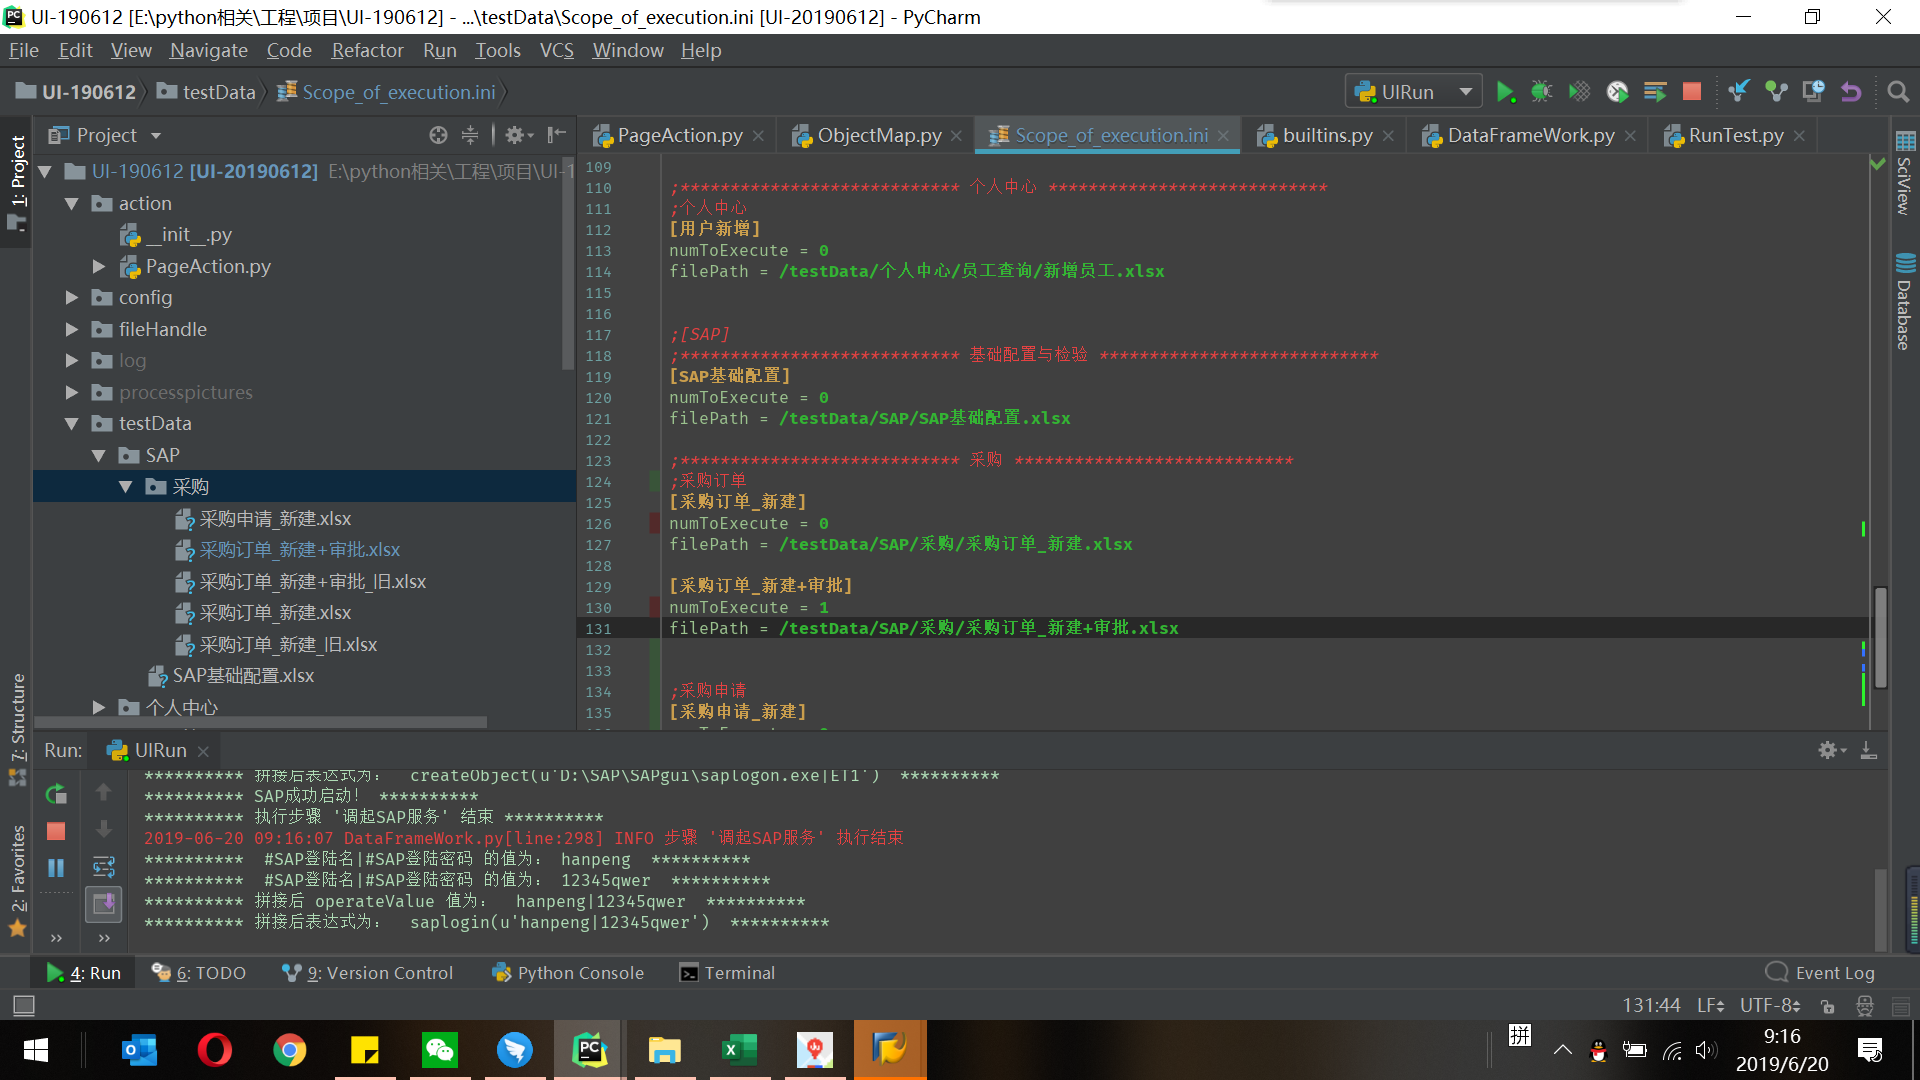 UI-190612 [E:\python相关\工程\项目\UI-190612] - ...\testData\Scope_of_execution.ini [UI-20190612] - PyCharm
File Edit View Navigate Code Refactor Run Tools VCS Window Help
UI-190612 testData Scope_of_execution.ini UIRun
1: Project
7: Structure
2: Favorites
Project
UI-190612 [UI-20190612] E:\python相关\工程\项目\UI-1
action
__init__.py
PageAction.py
config
fileHandle
log
processpictures
testData
SAP
采购
采购申请_新建.xlsx
采购订单_新建+审批.xlsx
采购订单_新建+审批_旧.xlsx
采购订单_新建.xlsx
采购订单_新建_旧.xlsx
SAP基础配置.xlsx
个人中心
PageAction.py ObjectMap.py Scope_of_execution.ini builtins.py DataFrameWork.py RunTest.py
109
110 ;**************************** 个人中心 ****************************
111 ;个人中心
112 [用户新增]
113 numToExecute = 0
114 filePath = /testData/个人中心/员工查询/新增员工.xlsx
115
116
117 ;[SAP]
118 ;**************************** 基础配置与检验 ****************************
119 [SAP基础配置]
120 numToExecute = 0
121 filePath = /testData/SAP/SAP基础配置.xlsx
122
123 ;**************************** 采购 ****************************
124 ;采购订单
125 [采购订单_新建]
126 numToExecute = 0
127 filePath = /testData/SAP/采购/采购订单_新建.xlsx
128
129 [采购订单_新建+审批]
130 numToExecute = 1
131 filePath = /testData/SAP/采购/采购订单_新建+审批.xlsx
132
133
134 ;采购申请
135 [采购申请_新建]
SciView
Database
Run: UIRun
********** 拼接后表达式为:  createObject(u'D:\SAP\SAPgui\saplogon.exe|ET1') **********
********** SAP成功启动! **********
********** 执行步骤 '调起SAP服务' 结束 **********
2019-06-20 09:16:07 DataFrameWork.py[line:298] INFO 步骤 '调起SAP服务' 执行结束
********** #SAP登陆名|#SAP登陆密码 的值为: hanpeng **********
********** #SAP登陆名|#SAP登陆密码 的值为: 12345qwer **********
********** 拼接后 operateValue 值为:  hanpeng|12345qwer **********
********** 拼接后表达式为:  saplogin(u'hanpeng|12345qwer') **********
4: Run 6: TODO 9: Version Control Python Console Terminal Event Log
131:44 LF UTF-8
拼
9:16
2019/6/20